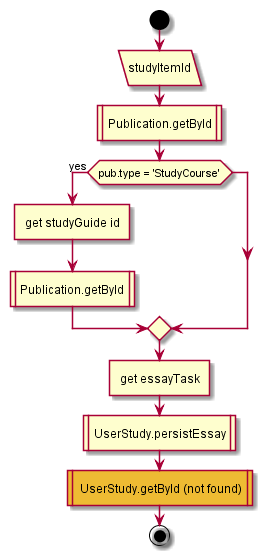 studyItemId
Publication.getById
pub.type = 'StudyCourse'
yes
get studyGuide id
Publication.getById
get essayTask
UserStudy.persistEssay
UserStudy.getById (not found)